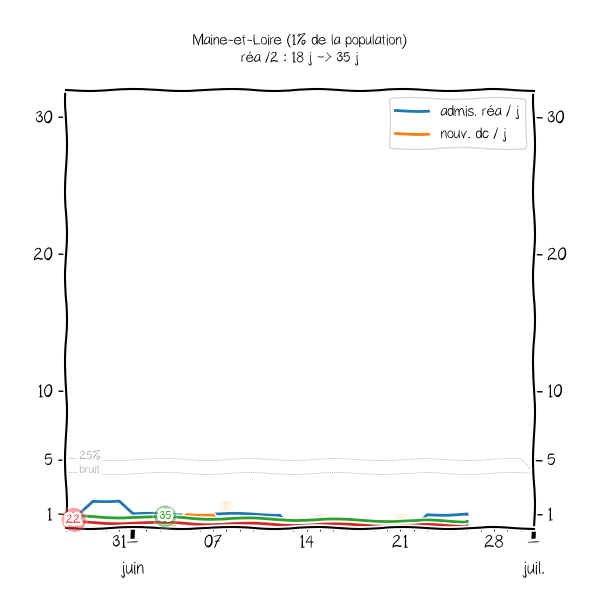 Maine-et-Loire (1% de la population)
réa /2 : 18 j -> 35 j
admis. réa / j
nouv. dc / j
30 30
20 20
10 10
5 25% 5
bruit
1 22 35 1
31 07 14 21 28
juin juil.